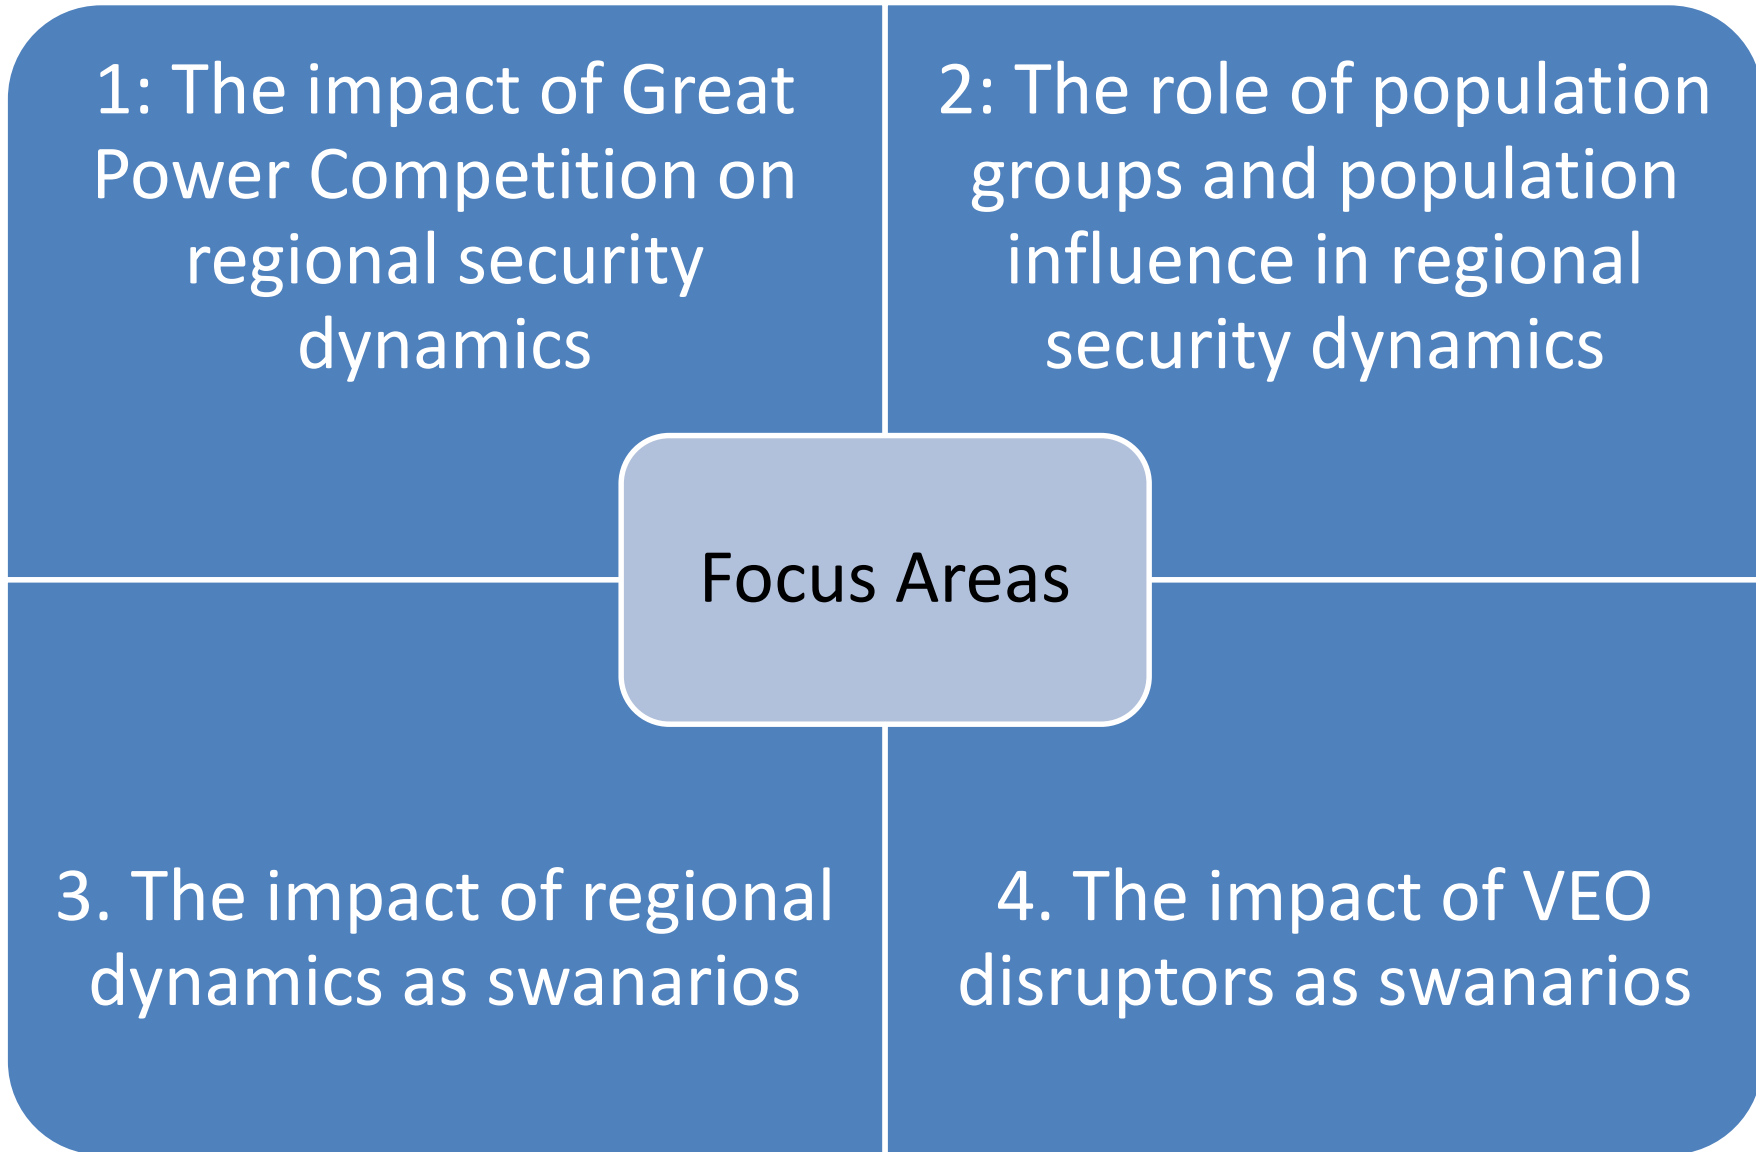 1: The impact of Great
Power Competition on
regional security
dynamics
2: The role of population
groups and population
influence in regional
security dynamics
Focus Areas
3. The impact of regional
dynamics as swanarios
4. The impact of VEO
disruptors as swanarios